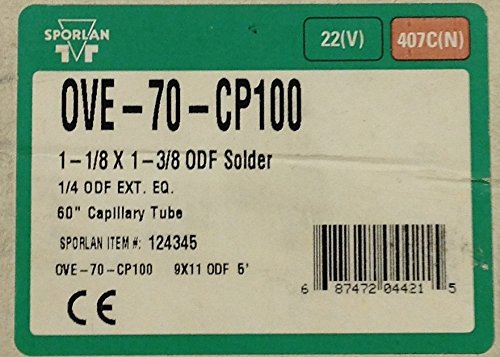 SPORLAN
22(V) 407C(N)
OVE-70-CP100
1-1/8 X 1-3/8 ODF Solder
1/4 ODF EXT. EQ.
60" Capillary Tube
SPORLAN ITEM #: 124345
OVE-70-CP100 9X11 ODF 5'
CE
6 87472 04421 5